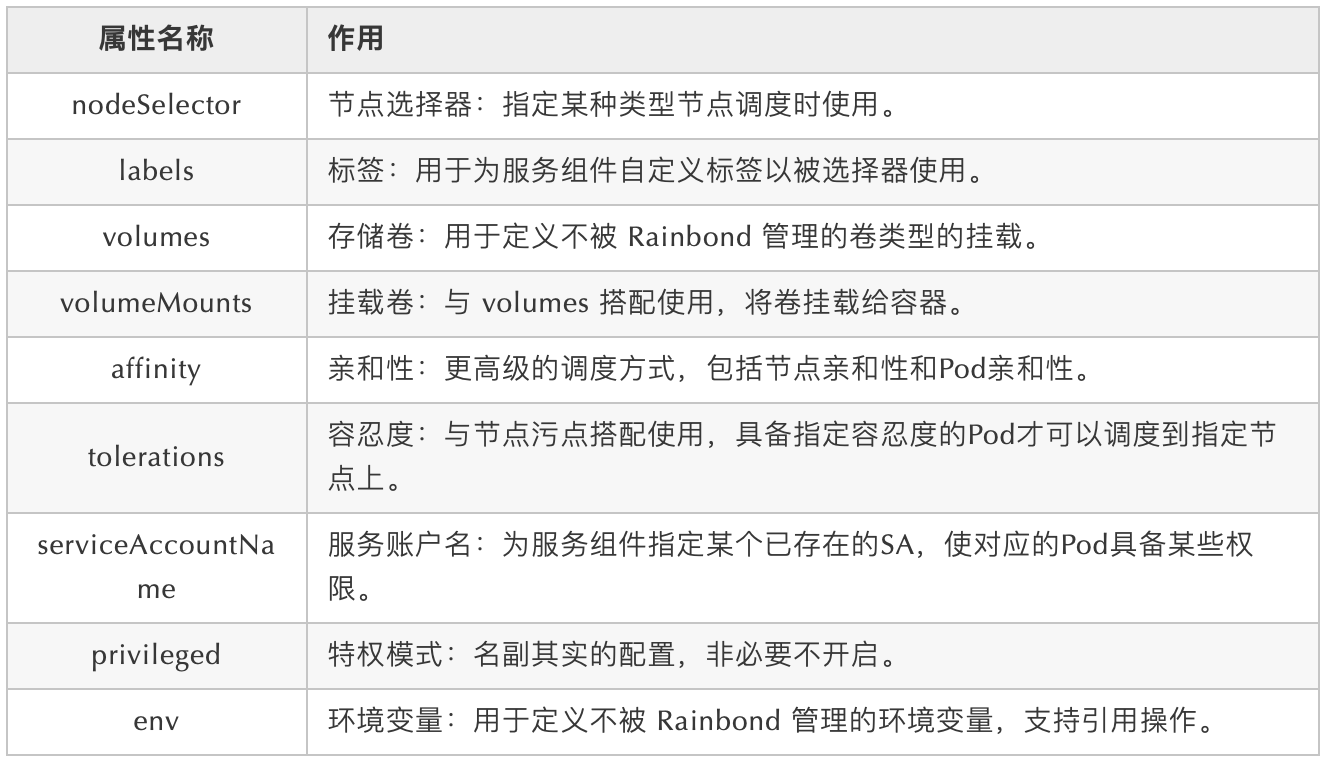 属性名称 作用
nodeSelector 节点选择器：指定某种类型节点调度时使用。
labels 标签：用于为服务组件自定义标签以被选择器使用。
volumes 存储卷：用于定义不被 Rainbond 管理的卷类型的挂载。
volumeMounts 挂载卷：与 volumes 搭配使用，将卷挂载给容器。
affinity 亲和性：更高级的调度方式，包括节点亲和性和Pod亲和性。
tolerations 容忍度：与节点污点搭配使用，具备指定容忍度的Pod才可以调度到指定节
点上。
serviceAccountNa 服务账户名：为服务组件指定某个已存在的SA，使对应的Pod具备某些权
me 限。
privileged 特权模式：名副其实的配置，非必要不开启。
env 环境变量：用于定义不被 Rainbond 管理的环境变量，支持引用操作。